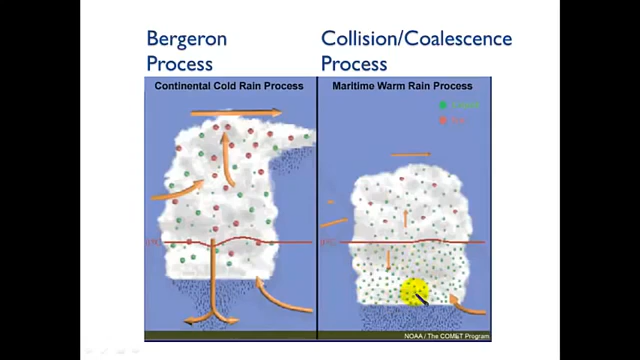 Bergeron
Process
Collision/Coalescence
Process
Continental Cold Rain Process
Maritime Warm Rain Process
NOAA / The COMET Program